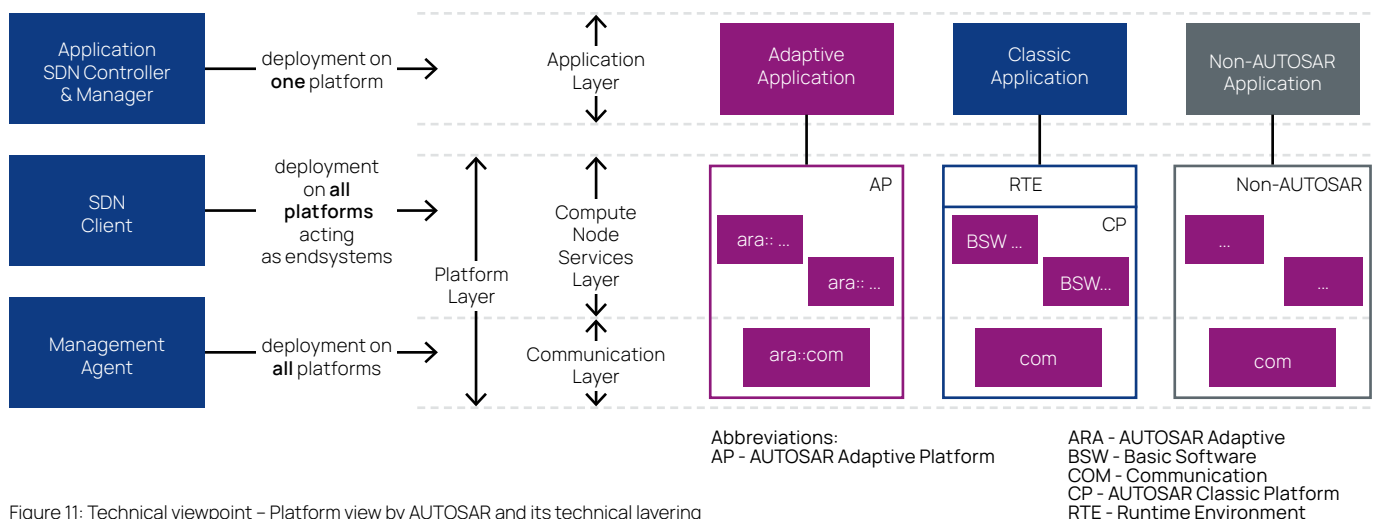 Application
SDN Controller
& Manager
deployment on
one platform
Application
Layer
Adaptive
Application
Classic
Application
Non-AUTOSAR
Application
SDN
Client
deployment
on all
platforms
acting
as endsystems
Platform
Layer
Compute
Node
Services
Layer
AP
ara:: ...
ara:: ...
RTE
CP
BSW ...
BSW...
Non-AUTOSAR
...
...
Management
Agent
deployment on
all platforms
Communication
Layer
ara::com
com
com
Abbreviations:
AP - AUTOSAR Adaptive Platform
ARA - AUTOSAR Adaptive
BSW - Basic Software
COM - Communication
CP - AUTOSAR Classic Platform
RTE - Runtime Environment
Figure 11: Technical viewpoint – Platform view by AUTOSAR and its technical layering